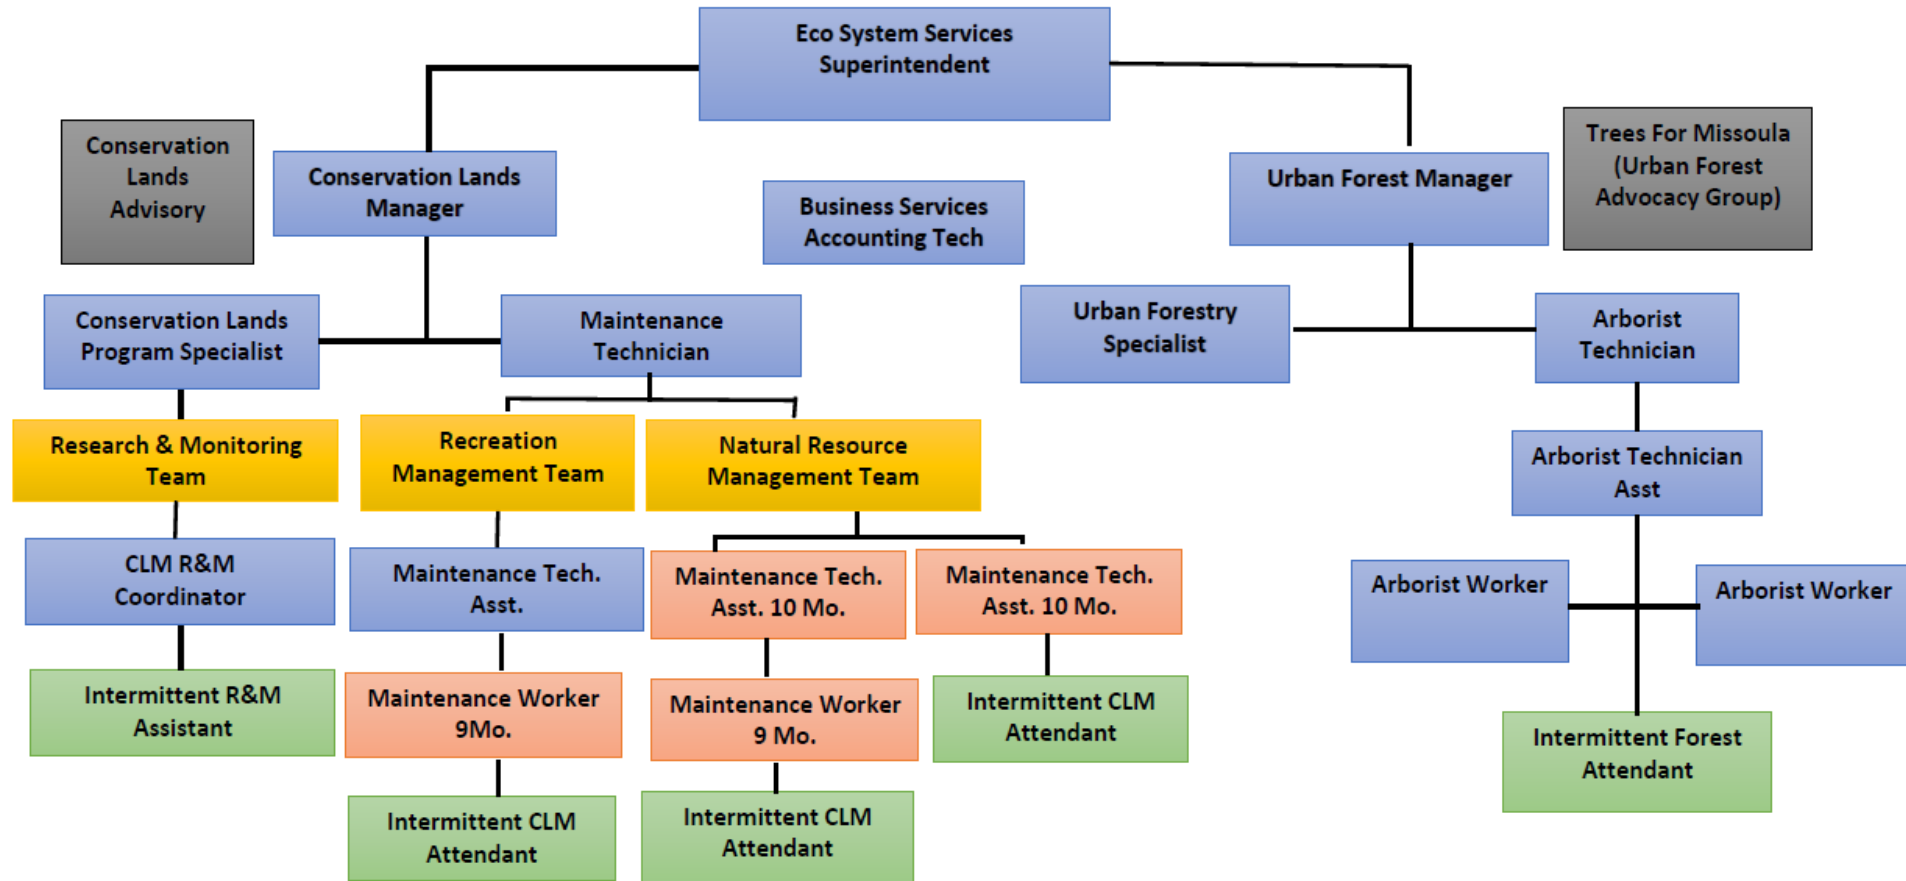 Eco System Services
Superintendent
Conservation
Lands
Advisory
Conservation Lands
Manager
Business Services
Accounting Tech
Urban Forest Manager
Trees For Missoula
(Urban Forest
Advocacy Group)
Conservation Lands
Program Specialist
Maintenance
Technician
Urban Forestry
Specialist
Arborist
Technician
Research & Monitoring
Team
Recreation
Management Team
Natural Resource
Management Team
Arborist Technician
Asst
CLM R&M
Coordinator
Maintenance Tech.
Asst.
Maintenance Tech.
Asst. 10 Mo.
Maintenance Tech.
Asst. 10 Mo.
Arborist Worker
Arborist Worker
Intermittent R&M
Assistant
Maintenance Worker
9Mo.
Maintenance Worker
9 Mo.
Intermittent CLM
Attendant
Intermittent Forest
Attendant
Intermittent CLM
Attendant
Intermittent CLM
Attendant